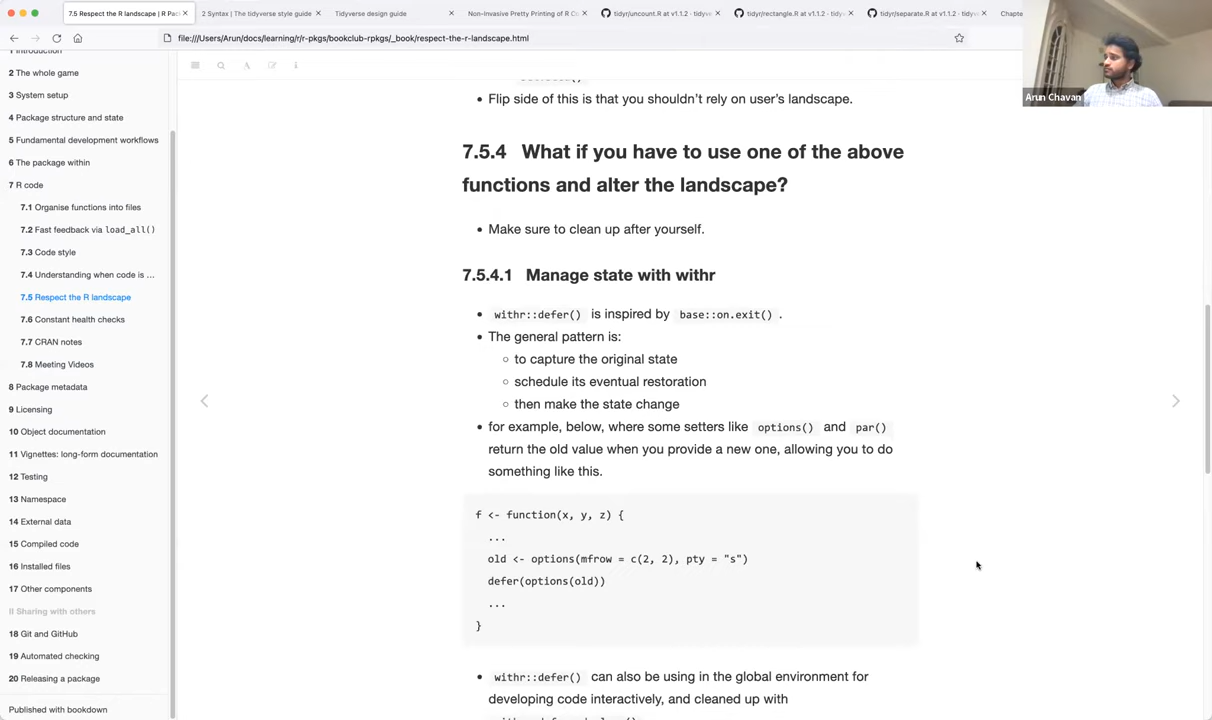 7.5 Respect the R landscape | R Pac
2 Syntax | The tidyverse style guide
Tidyverse design guide
Non-Invasive Pretty Printing of R C
tidyr/uncount.R at v1.1.2 · tidyve
tidyr/rectangle.R at v1.1.2 · tidyv
tidyr/separate.R at v1.1.2 · tidyv
Chapte
file:///Users/Arun/docs/learning/r/r-pkgs/bookclub-rpkgs/_book/respect-the-r-landscape.html
Arun Chavan
1 Introduction
2 The whole game
3 System setup
4 Package structure and state
5 Fundamental development workflows
6 The package within
7 R code
7.1 Organise functions into files
7.2 Fast feedback via load_all()
7.3 Code style
7.4 Understanding when code is ...
7.5 Respect the R landscape
7.6 Constant health checks
7.7 CRAN notes
7.8 Meeting Videos
8 Package metadata
9 Licensing
10 Object documentation
11 Vignettes: long-form documentation
12 Testing
13 Namespace
14 External data
15 Compiled code
16 Installed files
17 Other components
II Sharing with others
18 Git and GitHub
19 Automated checking
20 Releasing a package
Published with bookdown
• Flip side of this is that you shouldn't rely on user's landscape.
7.5.4 What if you have to use one of the above
functions and alter the landscape?
• Make sure to clean up after yourself.
7.5.4.1 Manage state with withr
• withr::defer() is inspired by base::on.exit() .
• The general pattern is:
○ to capture the original state
○ schedule its eventual restoration
○ then make the state change
• for example, below, where some setters like options() and par()
return the old value when you provide a new one, allowing you to do
something like this.
f <- function(x, y, z) {
...
old <- options(mfrow = c(2, 2), pty = "s")
defer(options(old))
...
}
• withr::defer() can also be using in the global environment for
developing code interactively, and cleaned up with